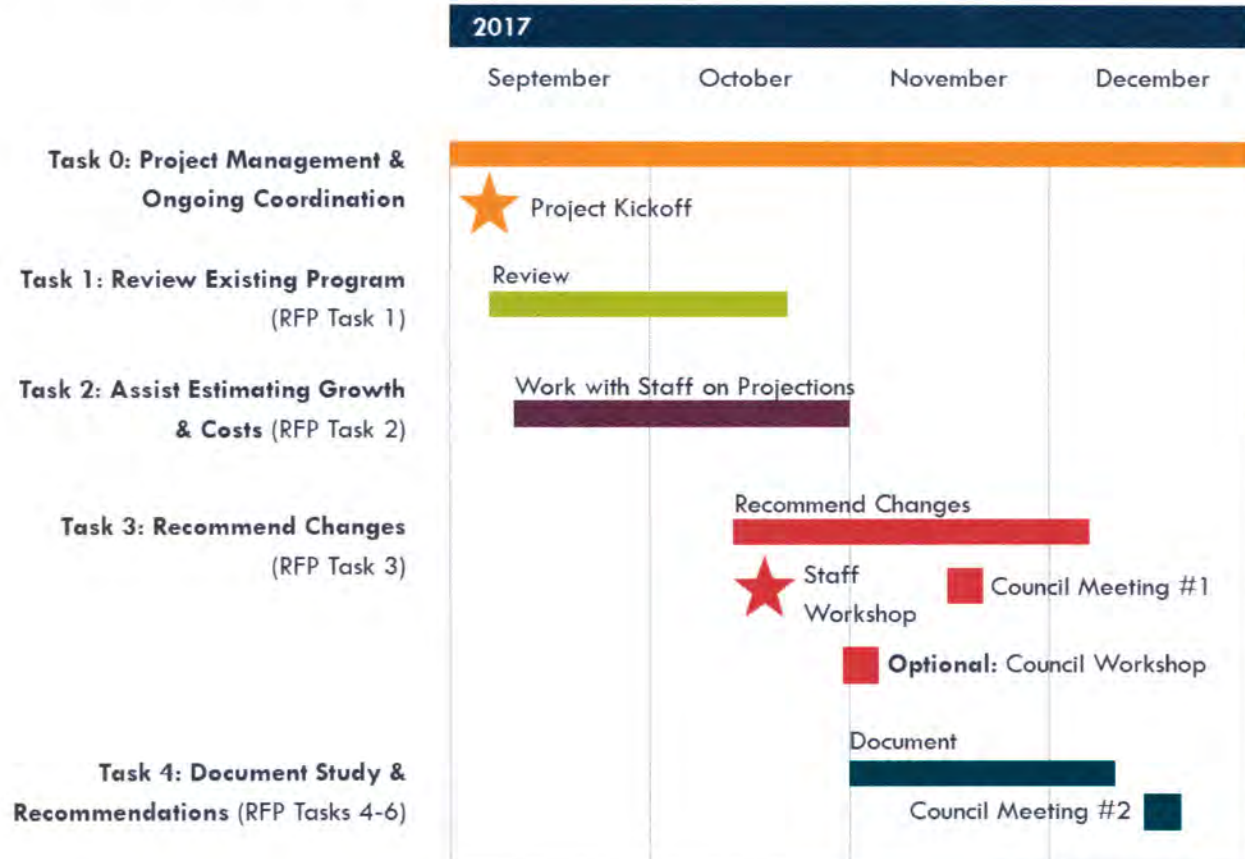 2017
September
October
November
December
Task 0: Project Management &
Ongoing Coordination
Project Kickoff
Task 1: Review Existing Program
(RFP Task 1)
Review
Task 2: Assist Estimating Growth
& Costs (RFP Task 2)
Work with Staff on Projections
Task 3: Recommend Changes
(RFP Task 3)
Recommend Changes
Staff
Workshop
Council Meeting #1
Optional: Council Workshop
Task 4: Document Study &
Recommendations (RFP Tasks 4-6)
Document
Council Meeting #2